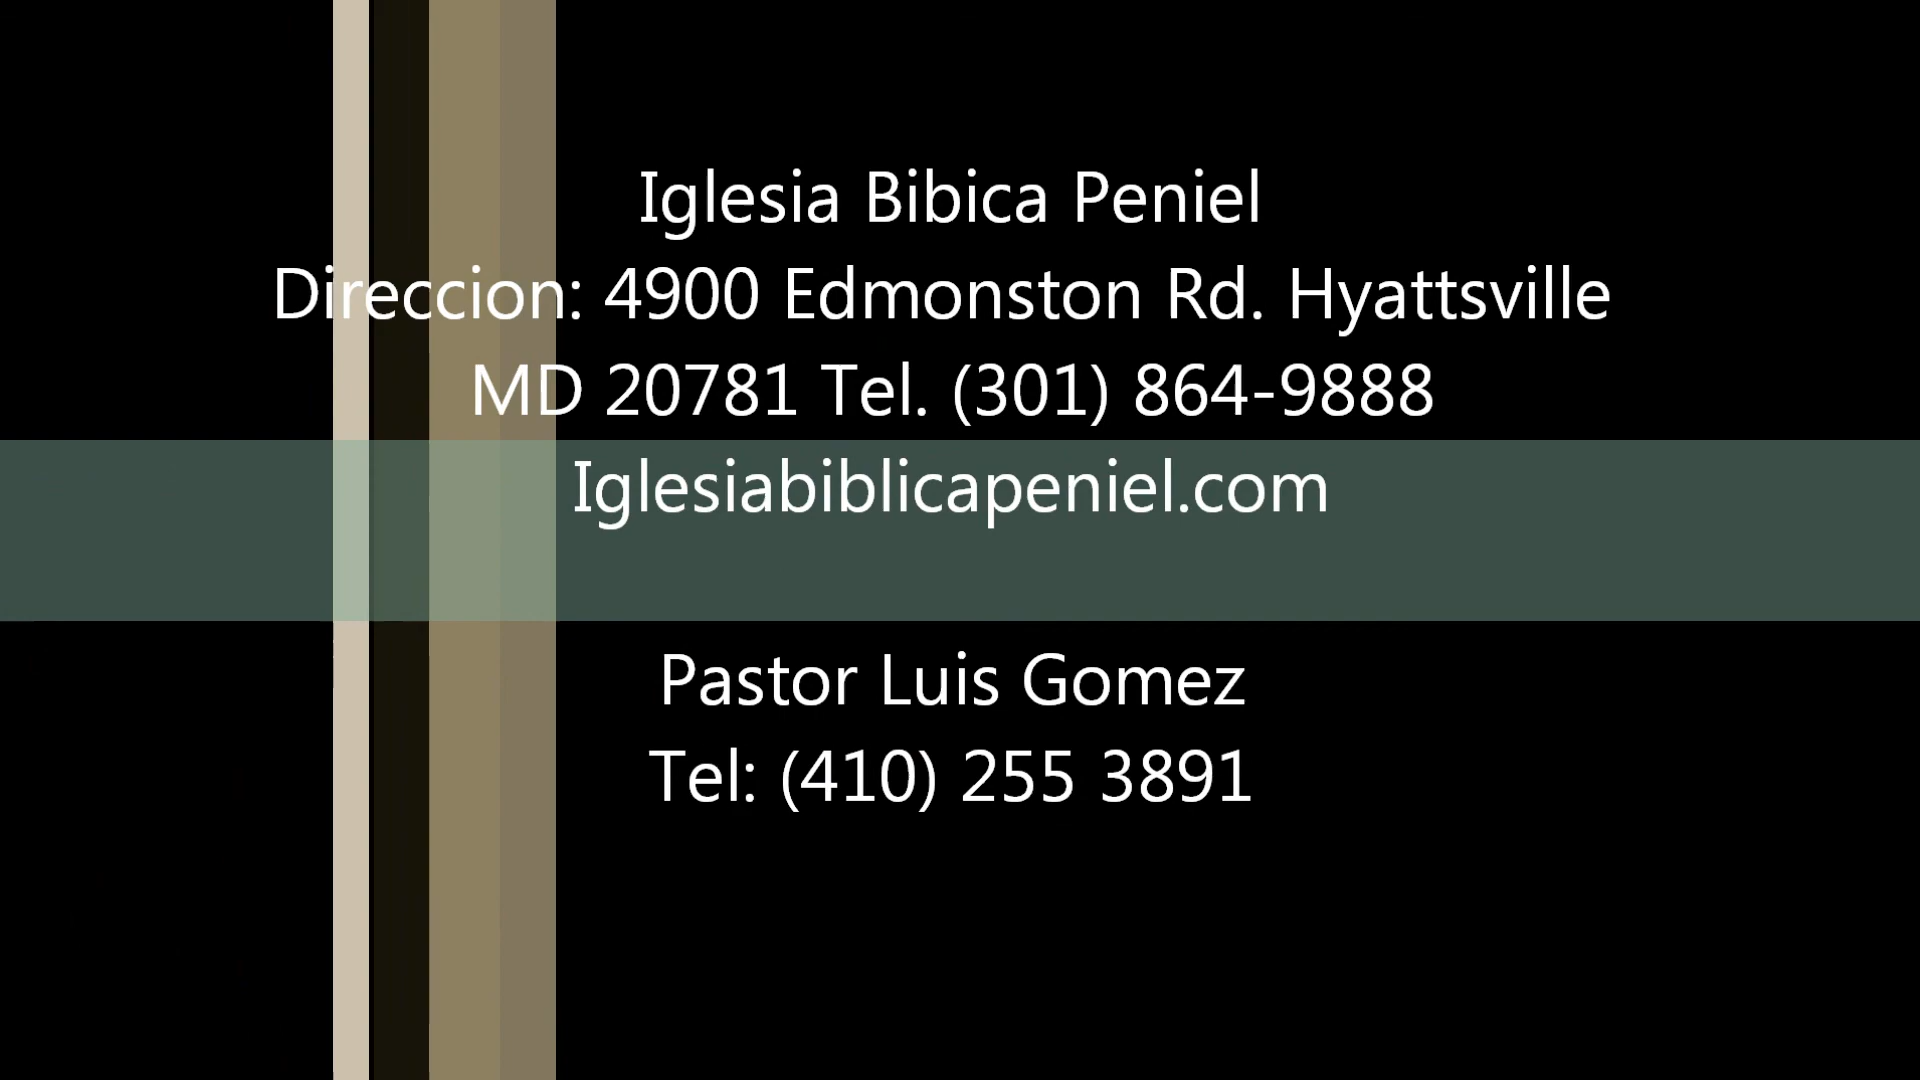 Iglesia Bibica Peniel
Direccion: 4900 Edmonston Rd. Hyattsville
MD 20781 Tel. (301) 864-9888
Iglesiabiblicapeniel.com
Pastor Luis Gomez
Tel: (410) 255 3891